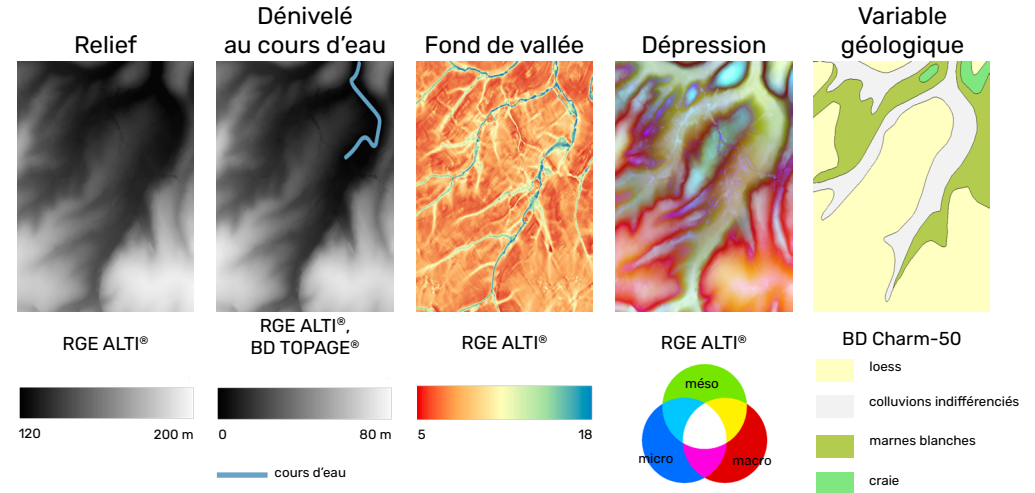 Relief
Dénivelé
au cours d'eau
Fond de vallée
Dépression
Variable
géologique
RGE ALTI®
RGE ALTI®,
BD TOPAGE®
RGE ALTI®
RGE ALTI®
BD Charm-50
120
200 m
0
80 m
cours d'eau
5
18
méso
micro
macro
loess
colluvions indifférenciés
marnes blanches
craie